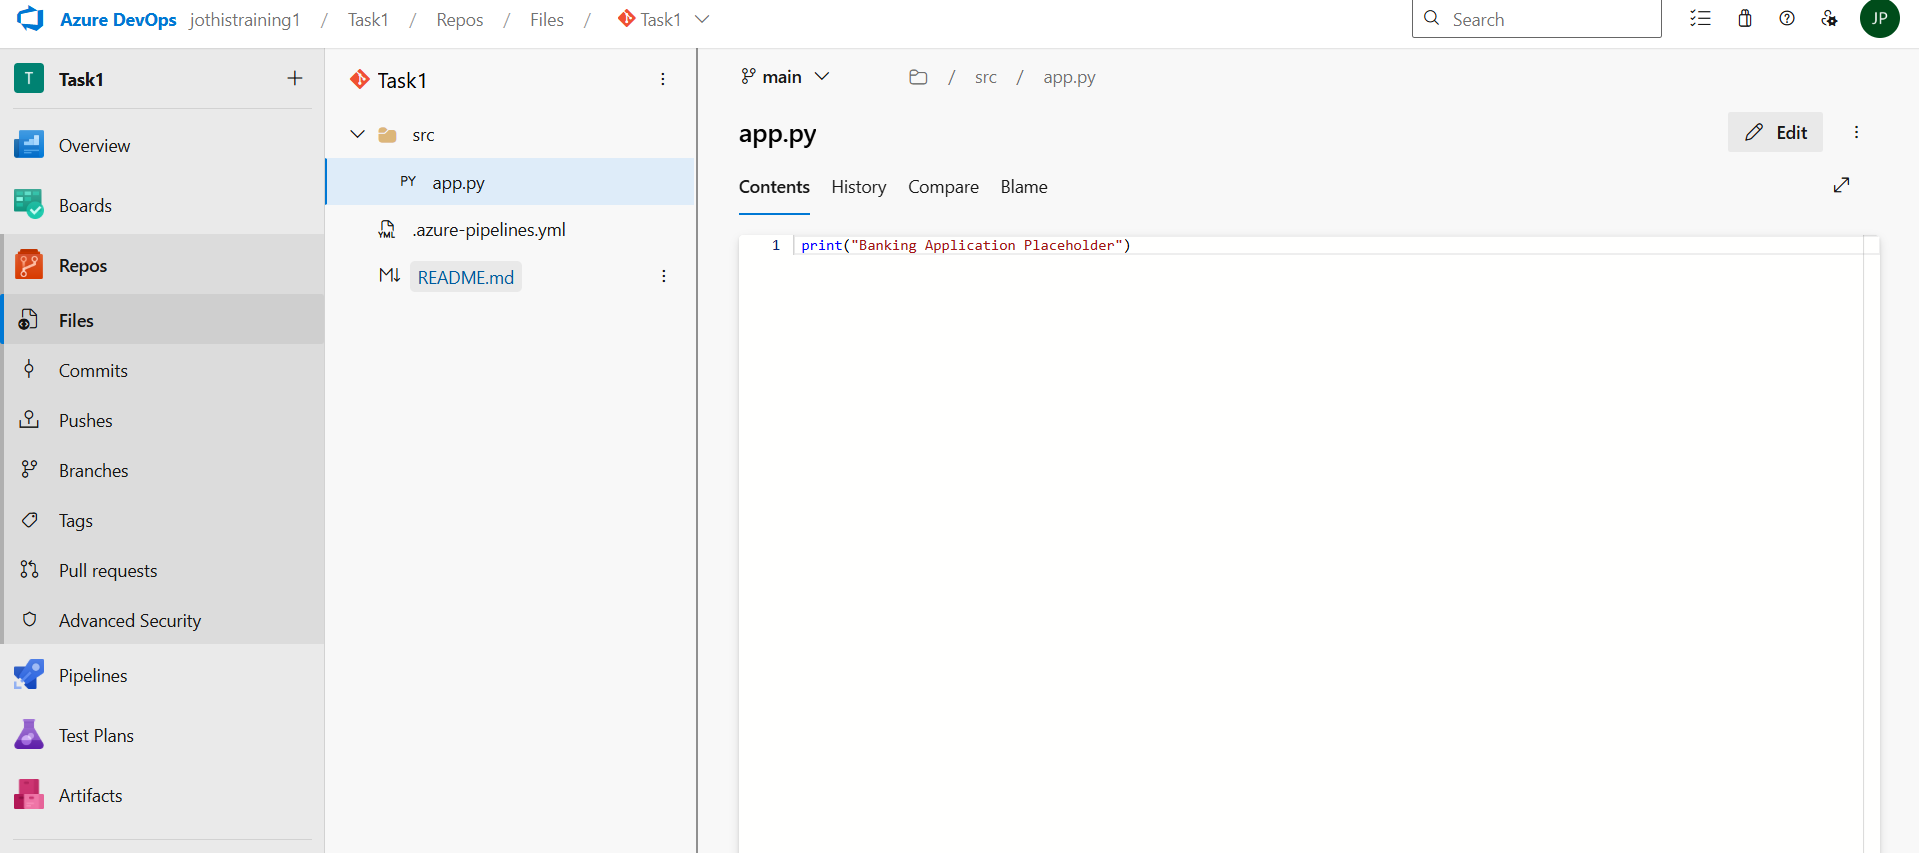 Azure DevOps jothistraining1 / Task1 / Repos / Files / Task1
Search
JP
T Task1
Overview
Boards
Repos
Files
Commits
Pushes
Branches
Tags
Pull requests
Advanced Security
Pipelines
Test Plans
Artifacts
Task1
src
PY app.py
YML .azure-pipelines.yml
M↓ README.md
main
/ src / app.py
app.py
Edit
Contents History Compare Blame
1 print("Banking Application Placeholder")